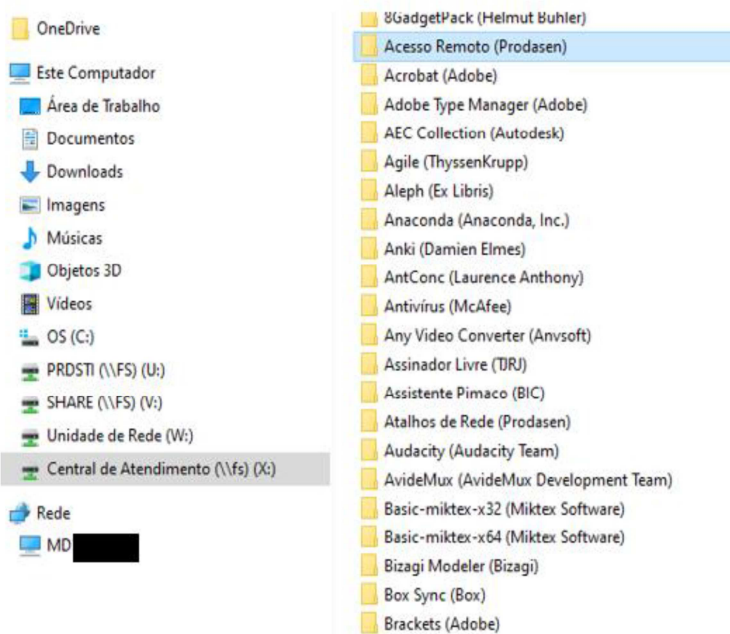 OneDrive
Este Computador
Área de Trabalho
Documentos
Downloads
Imagens
Músicas
Objetos 3D
Vídeos
OS (C:)
PRDSTI (\\FS) (U:)
SHARE (\\FS) (V:)
Unidade de Rede (W:)
Central de Atendimento (\\fs) (X:)
Rede
MD
8GadgetPack (Helmut Buhler)
Acesso Remoto (Prodasen)
Acrobat (Adobe)
Adobe Type Manager (Adobe)
AEC Collection (Autodesk)
Agile (ThyssenKrupp)
Aleph (Ex Libris)
Anaconda (Anaconda, Inc.)
Anki (Damien Elmes)
AntConc (Laurence Anthony)
Antivírus (McAfee)
Any Video Converter (Anvsoft)
Assinador Livre (TJRJ)
Assistente Pimaco (BIC)
Atalhos de Rede (Prodasen)
Audacity (Audacity Team)
AvideMux (AvideMux Development Team)
Basic-miktex-x32 (Miktex Software)
Basic-miktex-x64 (Miktex Software)
Bizagi Modeler (Bizagi)
Box Sync (Box)
Brackets (Adobe)